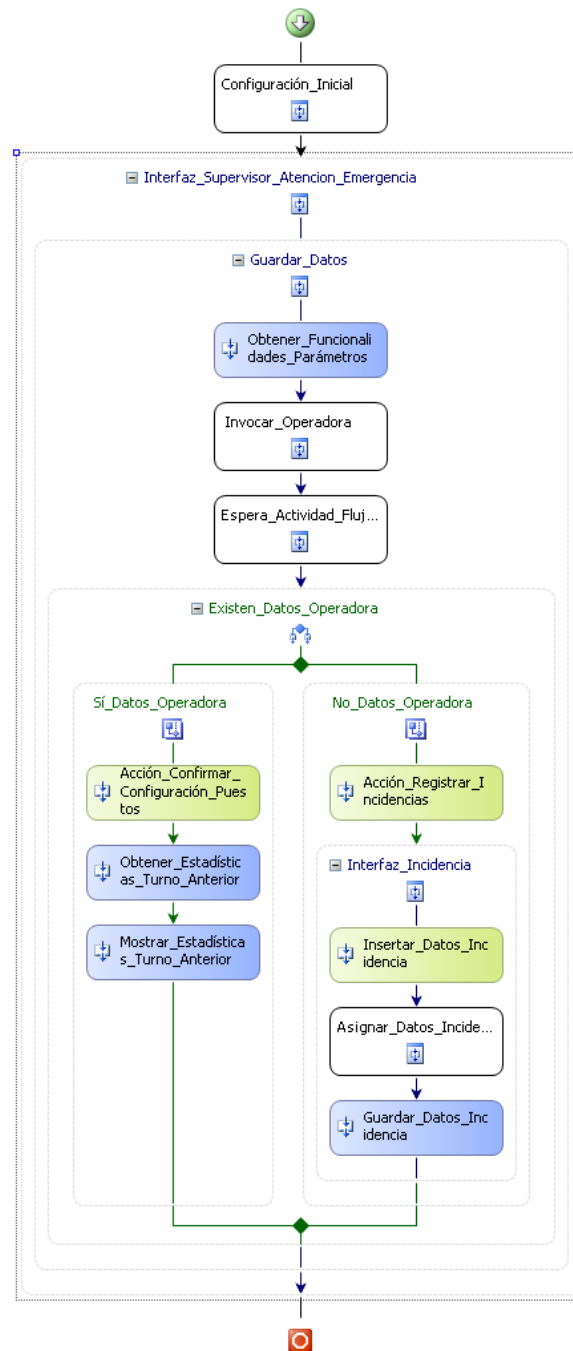 Configuración_Inicial
Interfaz_Supervisor_Atencion_Emergencia
Guardar_Datos
Obtener_Funcionali
dades_Parámetros
Invocar_Operadora
Espera_Actividad_Fluj...
Existen_Datos_Operadora
Sí_Datos_Operadora
Acción_Confirmar_
Configuración_Pues
tos
Obtener_Estadístic
as_Turno_Anterior
Mostrar_Estadística
s_Turno_Anterior
No_Datos_Operadora
Acción_Registrar_I
ncidencias
Interfaz_Incidencia
Insertar_Datos_Inc
idencia
Asignar_Datos_Incide...
Guardar_Datos_Inc
idencia